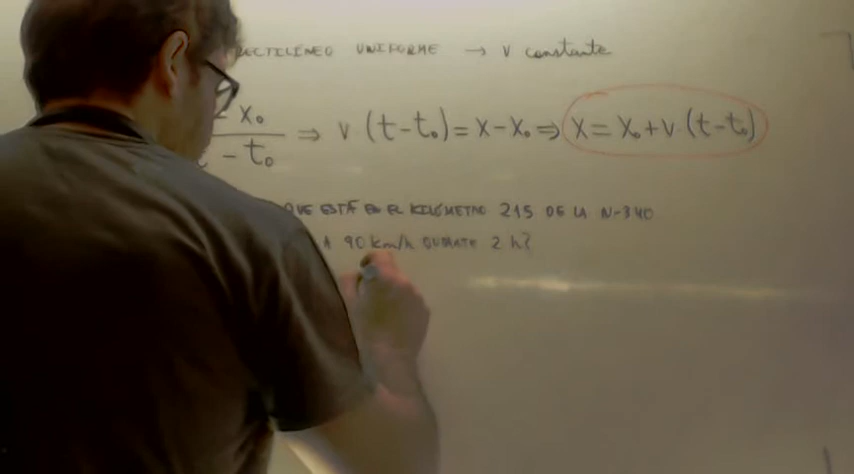 RECTILÍNEO UNIFORME → v constante
x₀ / - t₀ ⇒ v (t-t₀) = x-x₀ ⇒ x = x₀ + v·(t-t₀)
QUE ESTÁ EN EL KILÓMETRO 215 DE LA N-340
A 90 km/h DURANTE 2 h?